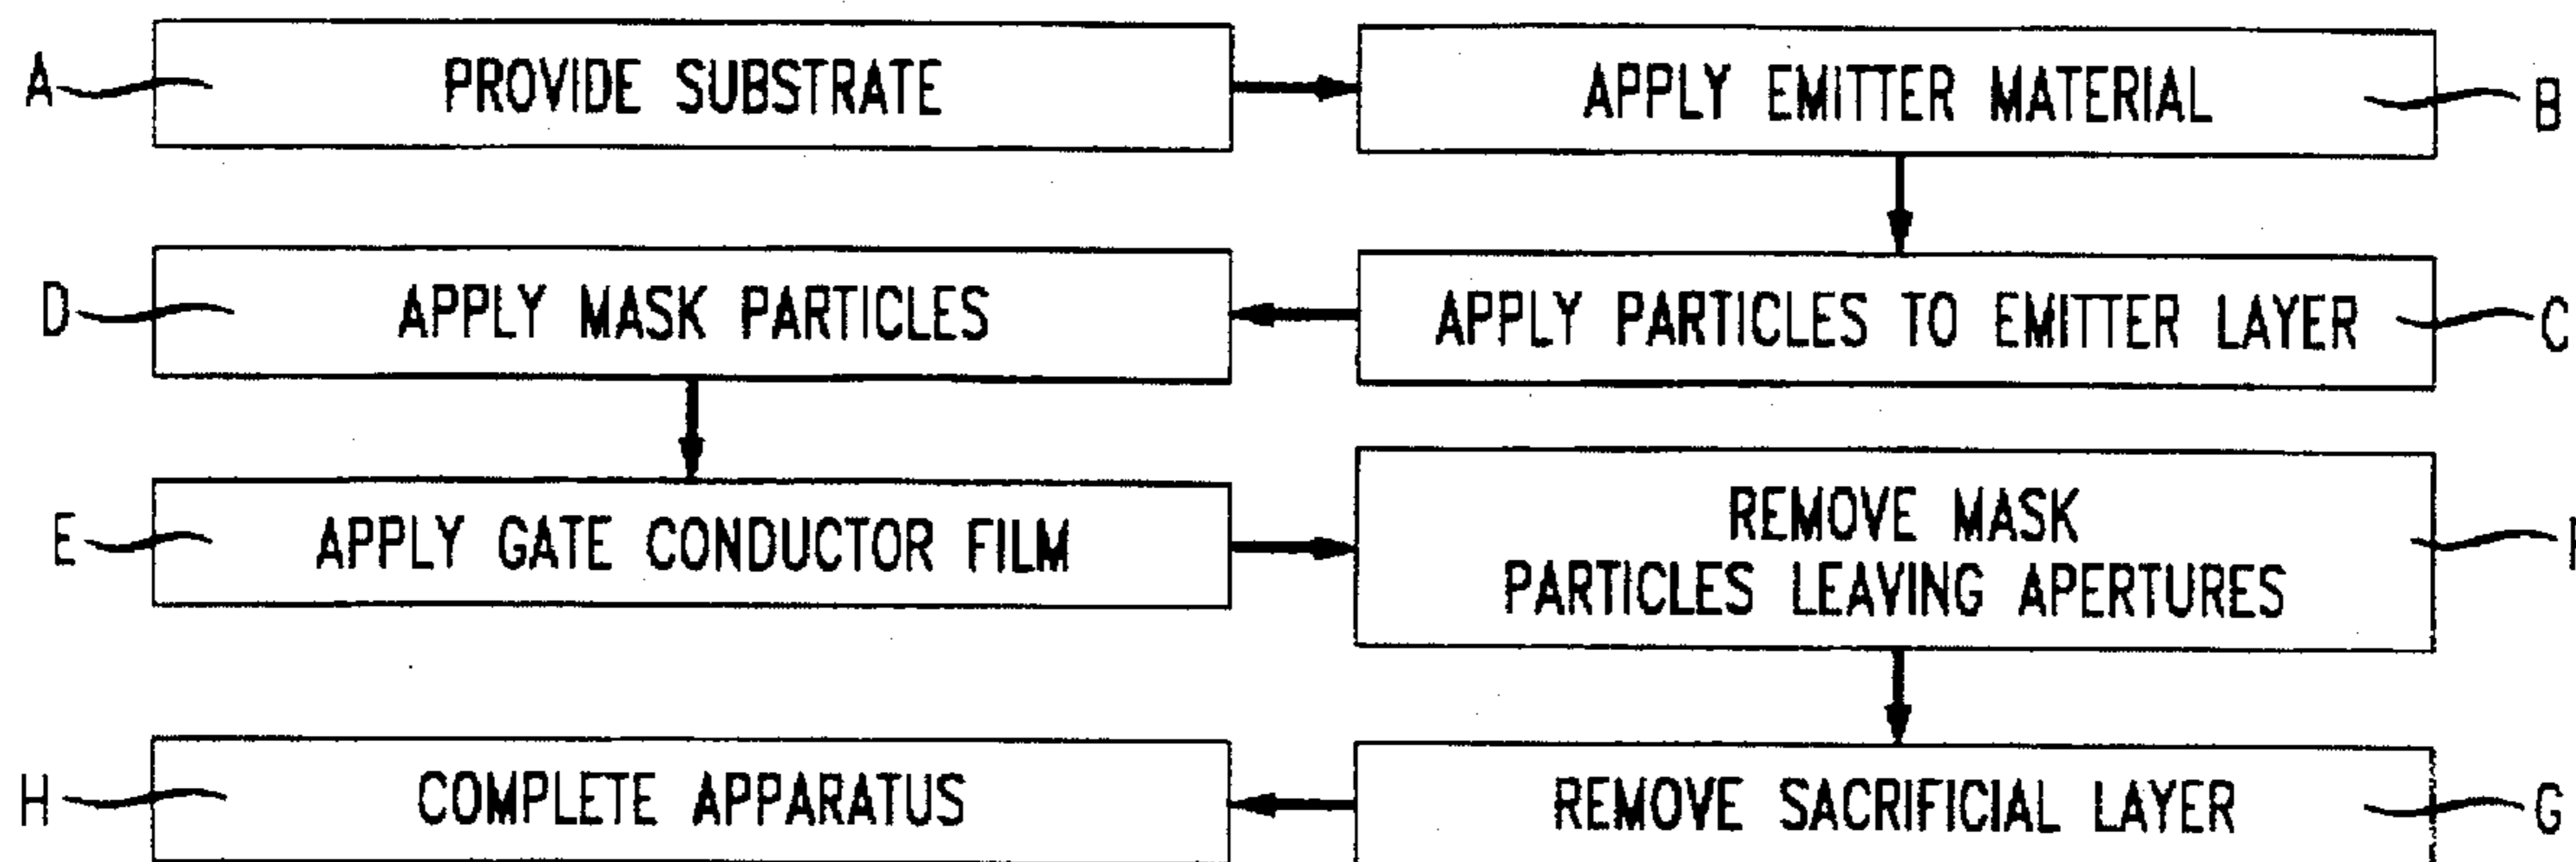 A PROVIDE SUBSTRATE
APPLY EMITTER MATERIAL B
APPLY PARTICLES TO EMITTER LAYER C
D APPLY MASK PARTICLES
E APPLY GATE CONDUCTOR FILM
REMOVE MASK
PARTICLES LEAVING APERTURES
REMOVE SACRIFICIAL LAYER G
H COMPLETE APPARATUS